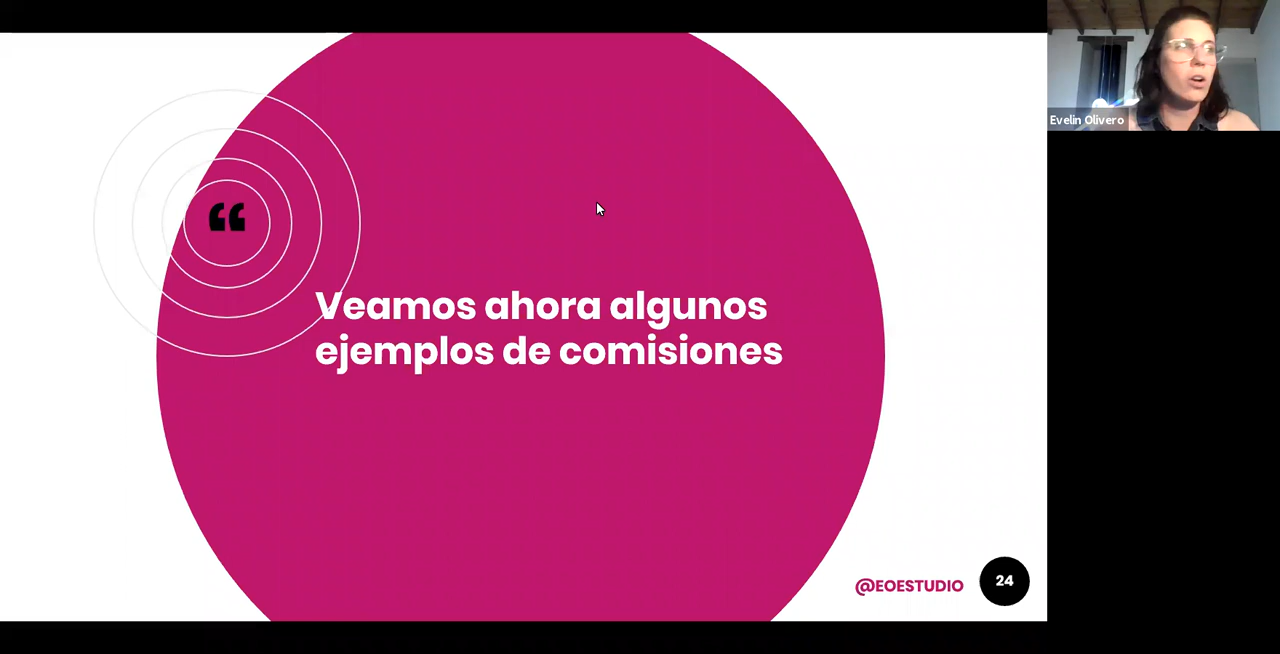 Evelin Olivero
“
Veamos ahora algunos
ejemplos de comisiones
@EOESTUDIO
24